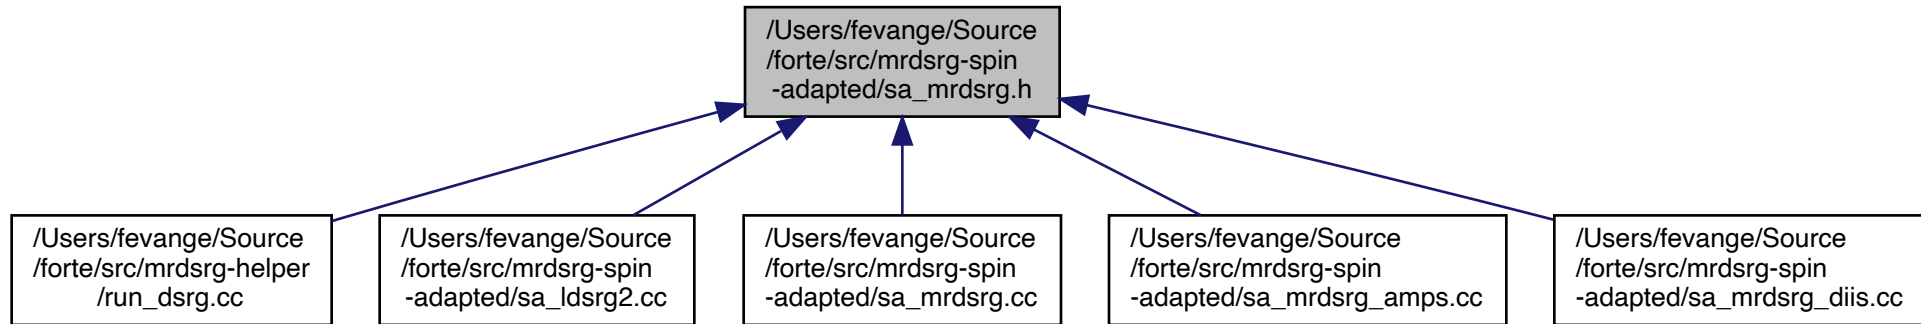 /Users/fevange/Source
/forte/src/mrdsrg-spin
-adapted/sa_mrdsrg.h
/Users/fevange/Source
/forte/src/mrdsrg-helper
/run_dsrg.cc
/Users/fevange/Source
/forte/src/mrdsrg-spin
-adapted/sa_ldsrg2.cc
/Users/fevange/Source
/forte/src/mrdsrg-spin
-adapted/sa_mrdsrg.cc
/Users/fevange/Source
/forte/src/mrdsrg-spin
-adapted/sa_mrdsrg_amps.cc
/Users/fevange/Source
/forte/src/mrdsrg-spin
-adapted/sa_mrdsrg_diis.cc